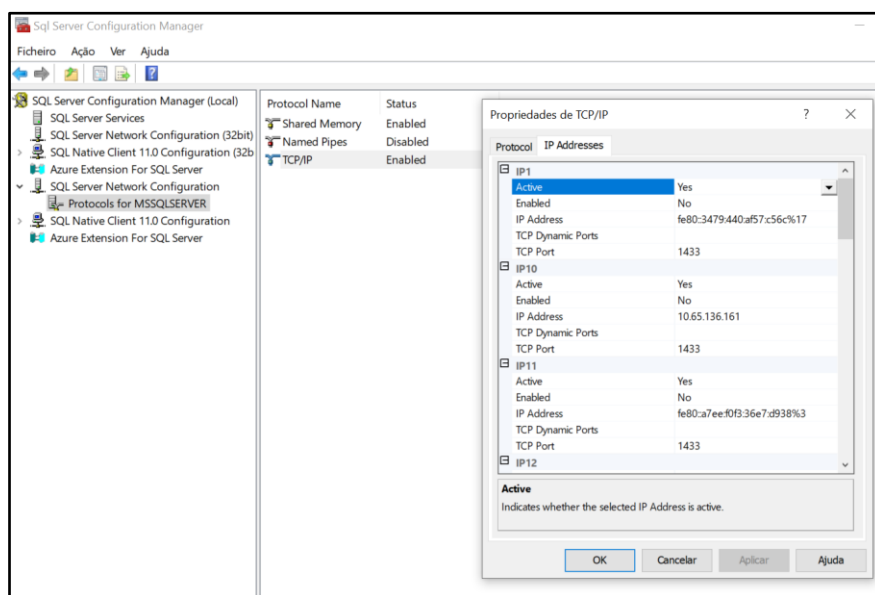 Sql Server Configuration Manager
Ficheiro Ação Ver Ajuda
SQL Server Configuration Manager (Local)
SQL Server Services
SQL Server Network Configuration (32bit)
SQL Native Client 11.0 Configuration (32b
Azure Extension For SQL Server
SQL Server Network Configuration
Protocols for MSSQLSERVER
SQL Native Client 11.0 Configuration
Azure Extension For SQL Server
Protocol Name Status
Shared Memory Enabled
Named Pipes Disabled
TCP/IP Enabled
Propriedades de TCP/IP ?
Protocol IP Addresses
IP1
Active Yes
Enabled No
IP Address fe80::3479:440:af57:c56c%17
TCP Dynamic Ports
TCP Port 1433
IP10
Active Yes
Enabled No
IP Address 10.65.136.161
TCP Dynamic Ports
TCP Port 1433
IP11
Active Yes
Enabled No
IP Address fe80::a7ee:f0f3:36e7:d938%3
TCP Dynamic Ports
TCP Port 1433
IP12
Active
Indicates whether the selected IP Address is active.
OK Cancelar Aplicar Ajuda